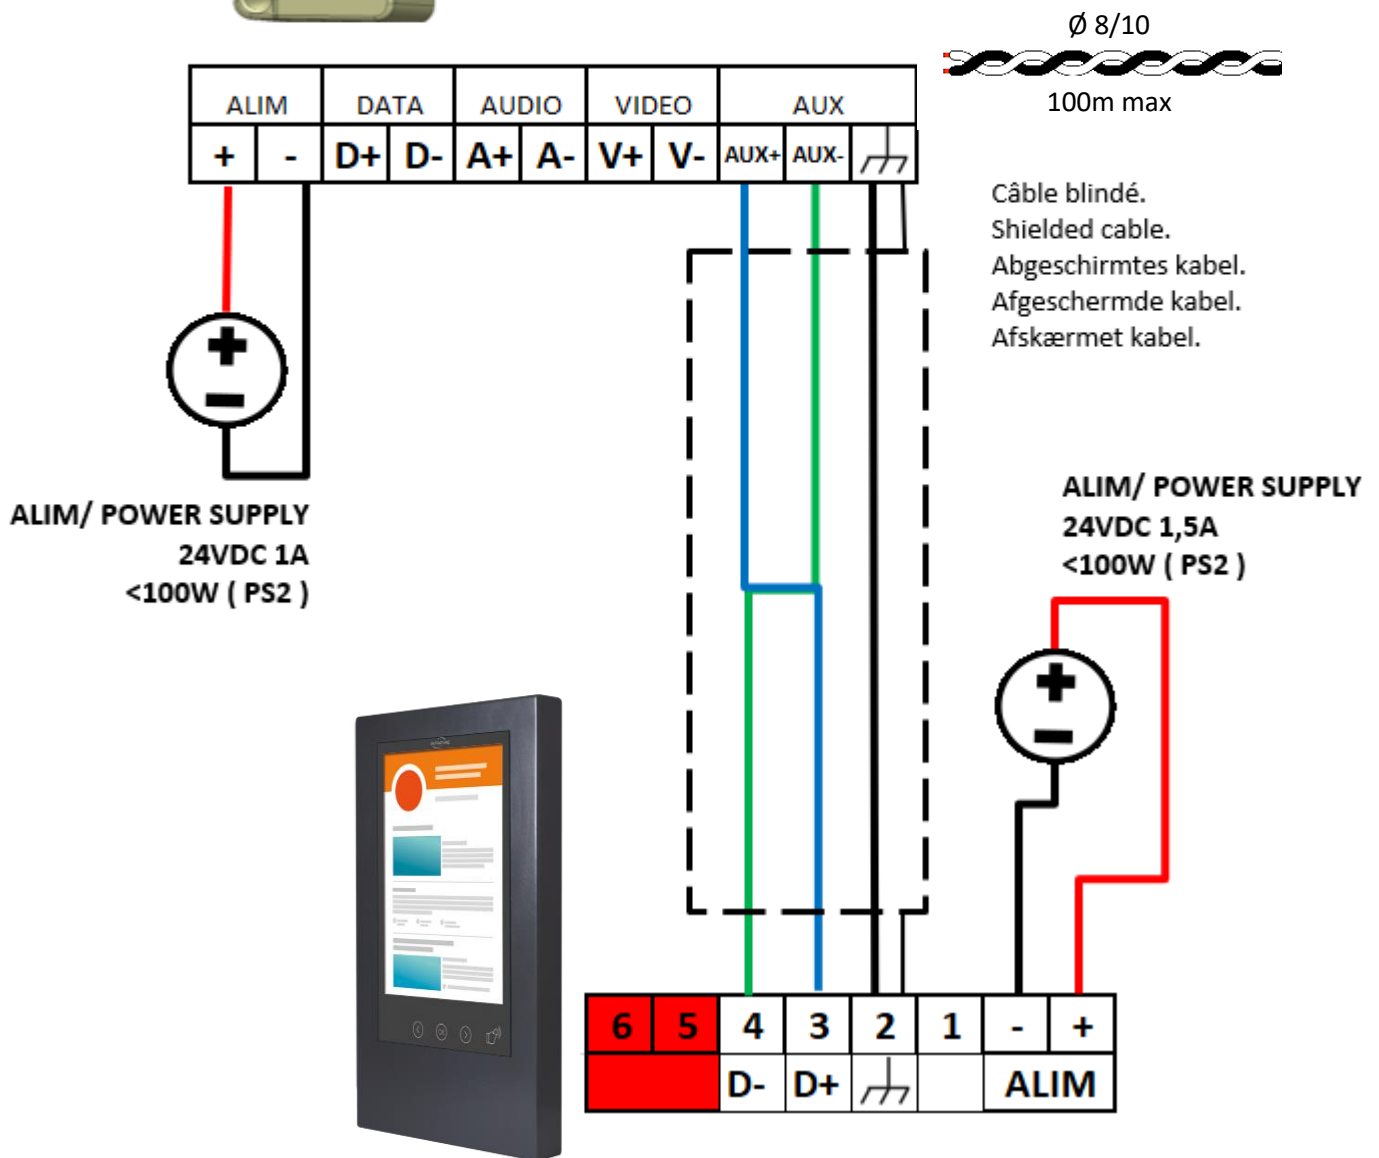 Ø 8/10
100m max
ALIM DATA AUDIO VIDEO AUX
+ - D+ D- A+ A- V+ V- AUX+ AUX-
Câble blindé.
Shielded cable.
Abgeschirmtes kabel.
Afgeschermde kabel.
Afskærmet kabel.
ALIM/ POWER SUPPLY
24VDC 1A
<100W ( PS2 )
ALIM/ POWER SUPPLY
24VDC 1,5A
<100W ( PS2 )
6 5 4 3 2 1 - +
D- D+ ALIM